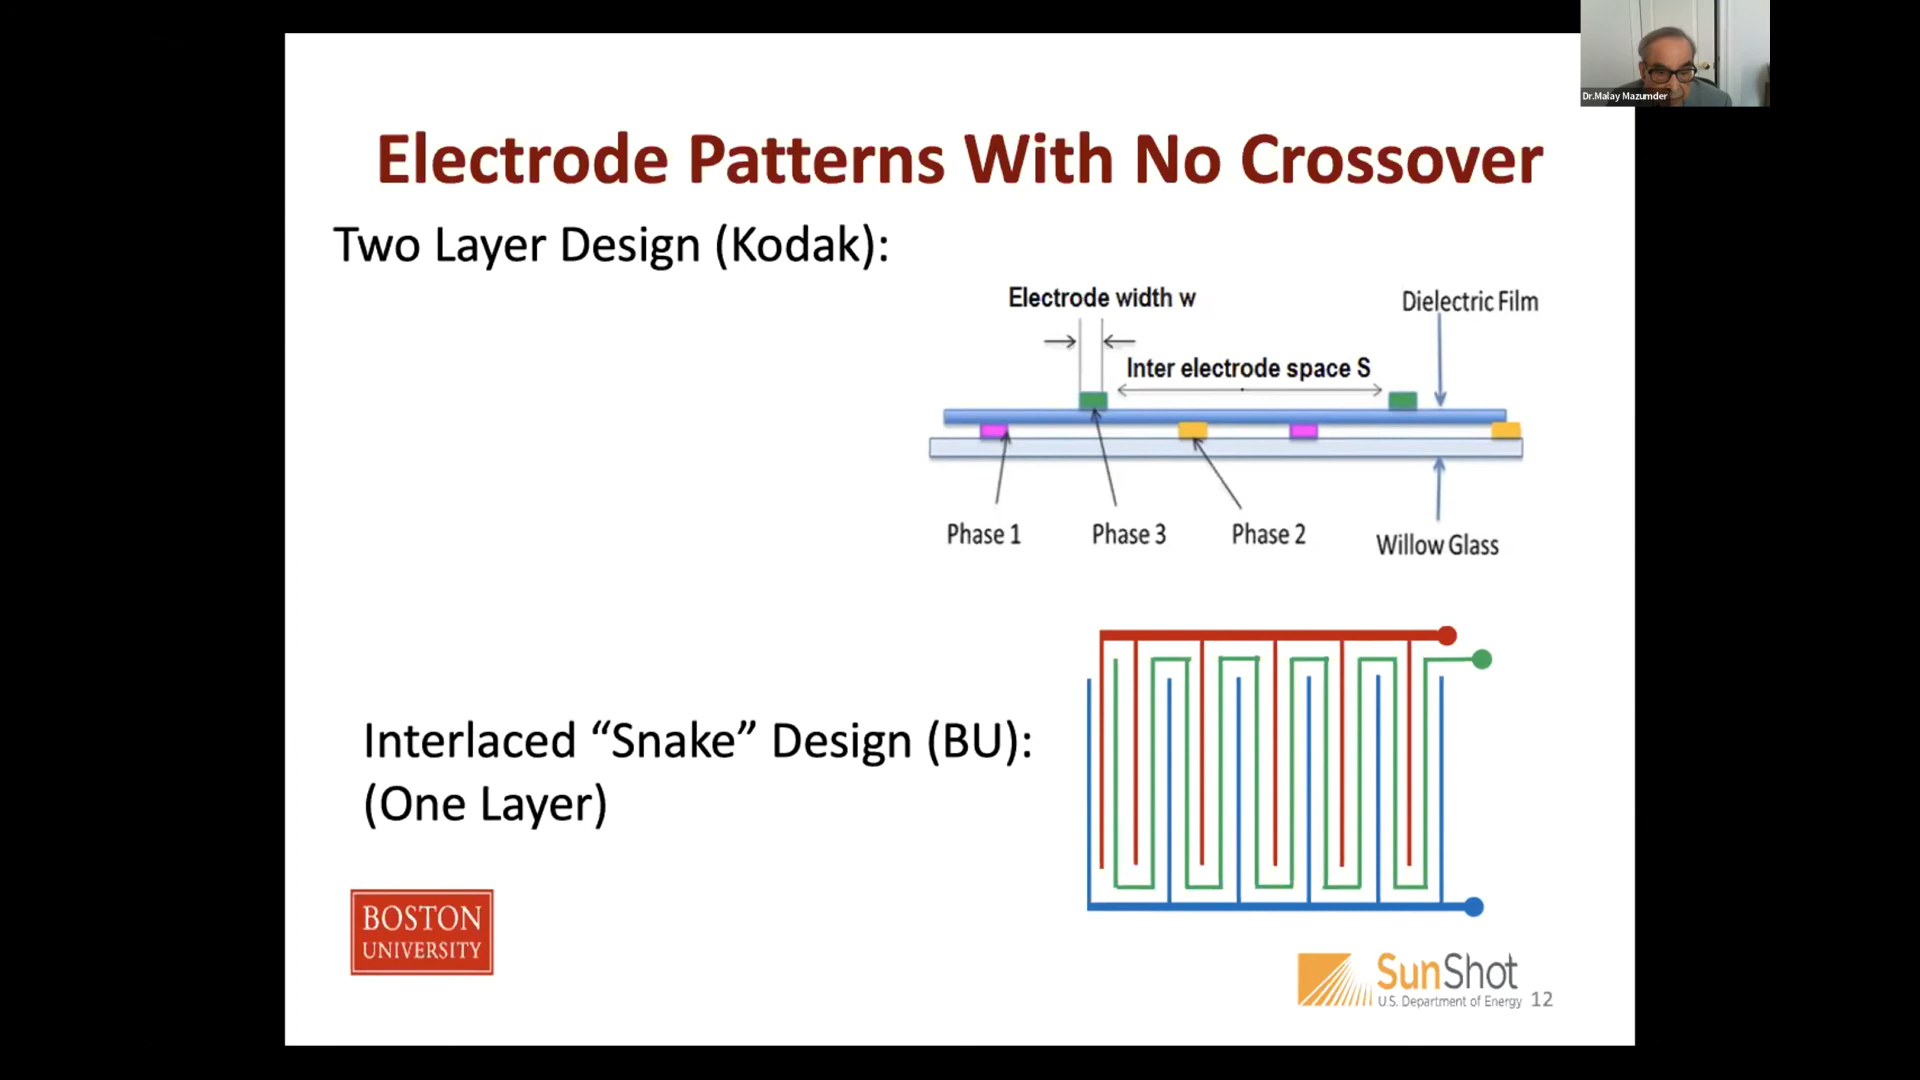 Dr.Malay Mazumder
Electrode Patterns With No Crossover
Two Layer Design (Kodak):
Electrode width w
Dielectric Film
Inter electrode space S
Phase 1
Phase 3
Phase 2
Willow Glass
Interlaced “Snake” Design (BU):
(One Layer)
BOSTON
UNIVERSITY
SunShot
U.S. Department of Energy
12